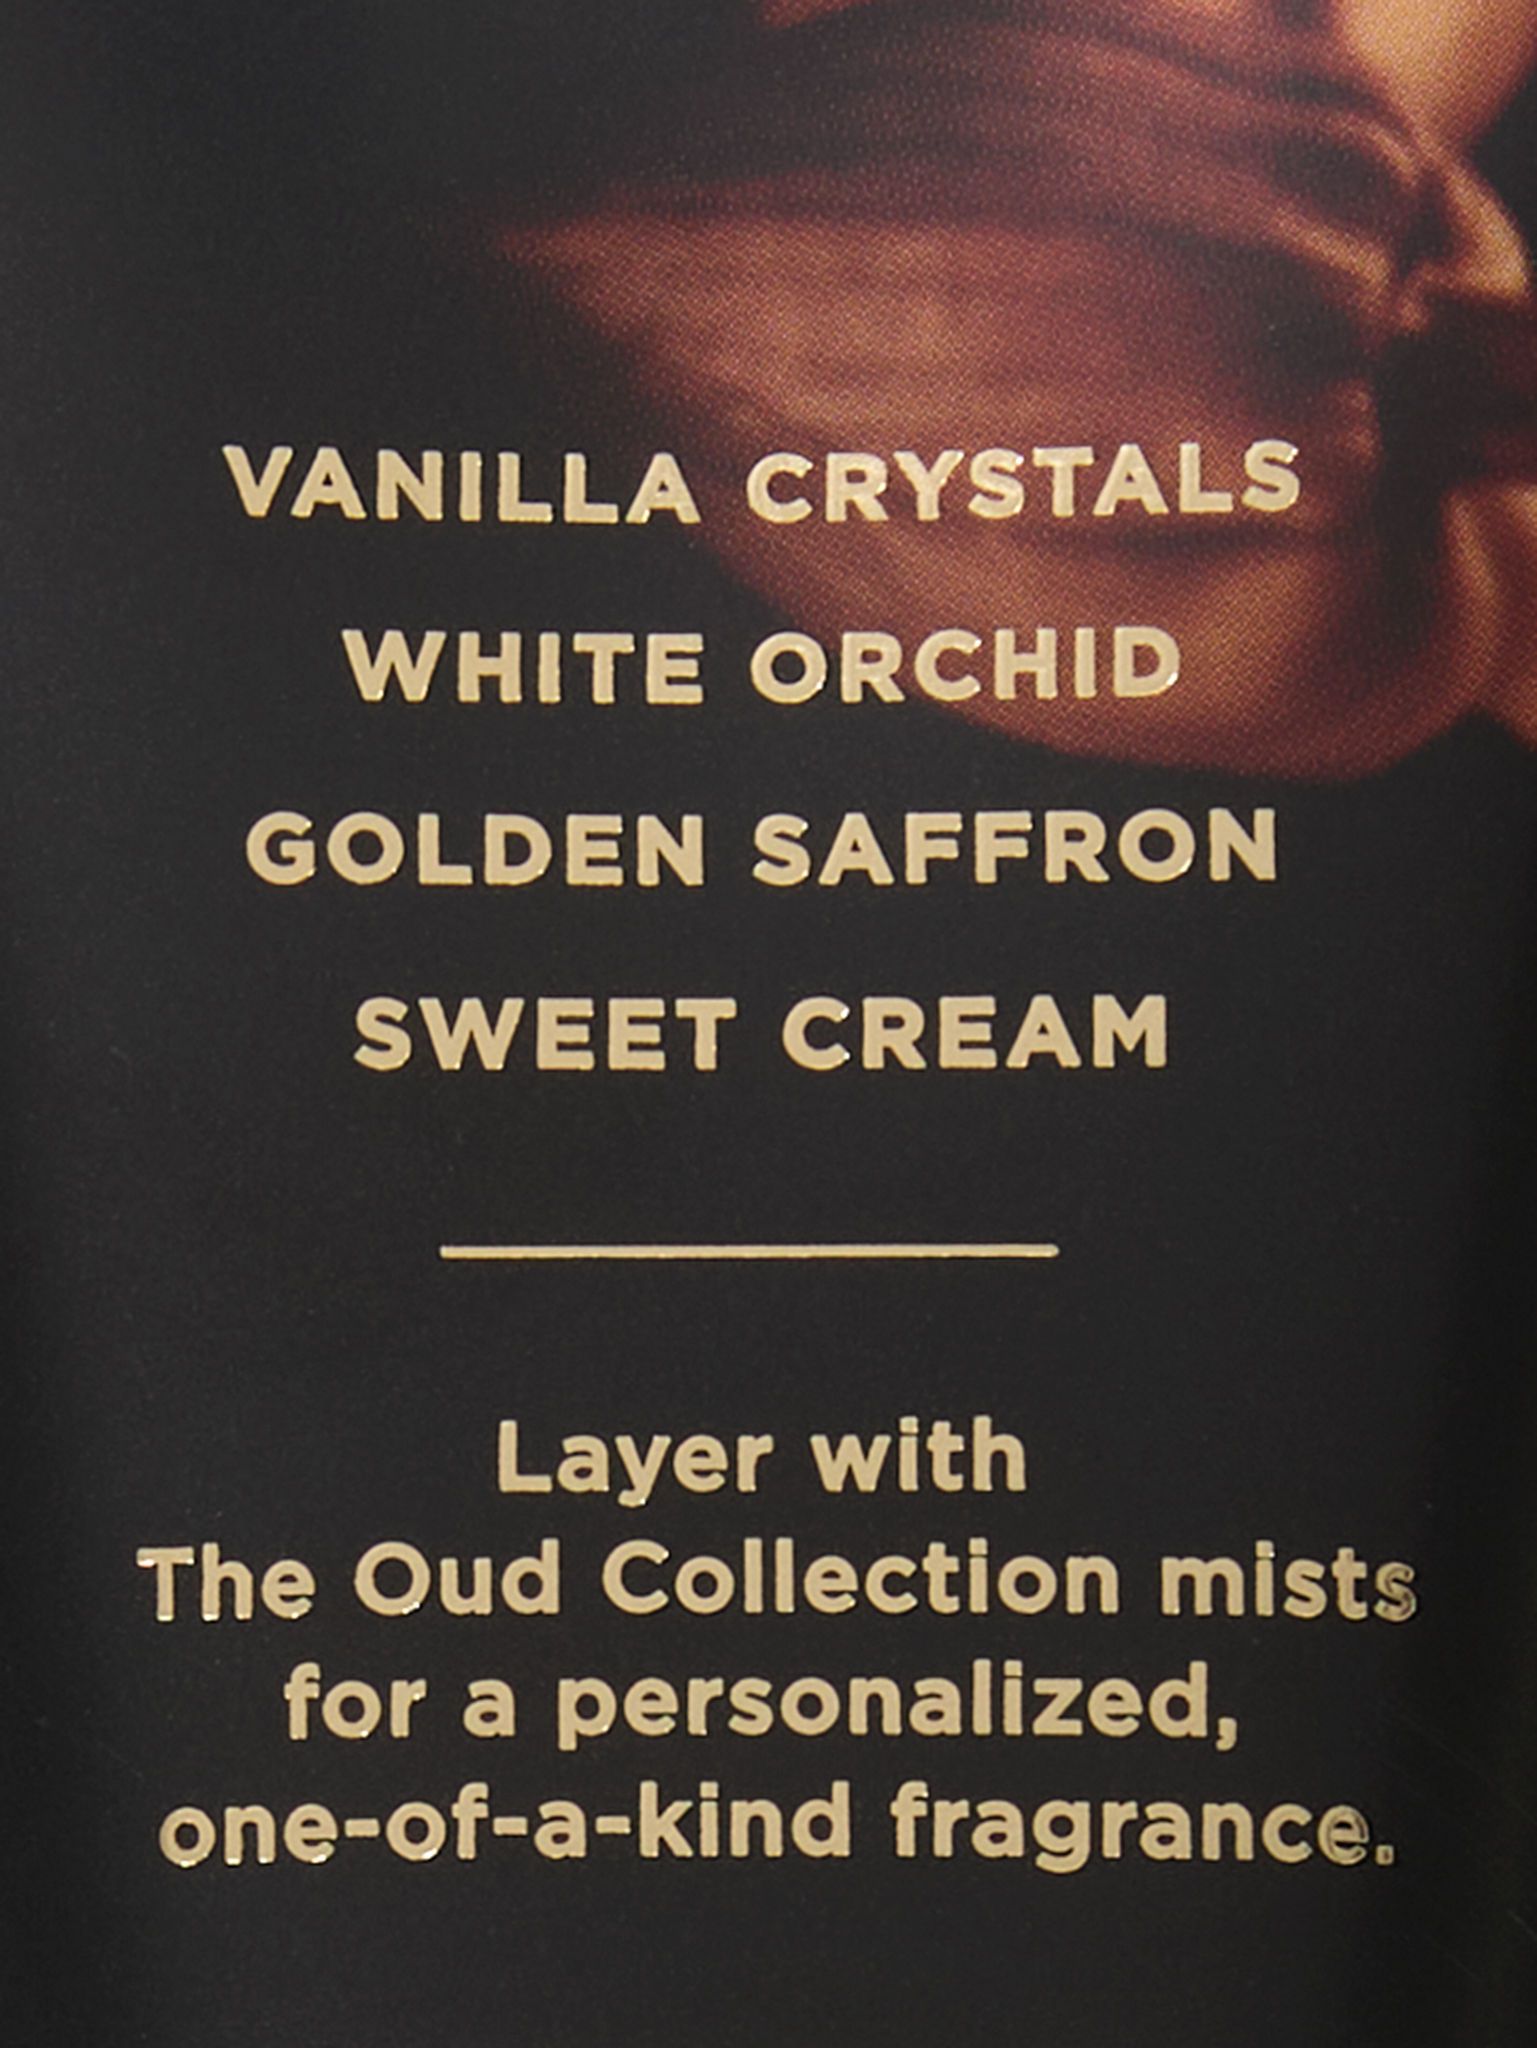 VANILLA CRYSTALS
WHITE ORCHID
GOLDEN SAFFRON
SWEET CREAM
Layer with
The Oud Collection mists
for a personalized,
one-of-a-kind fragrance.